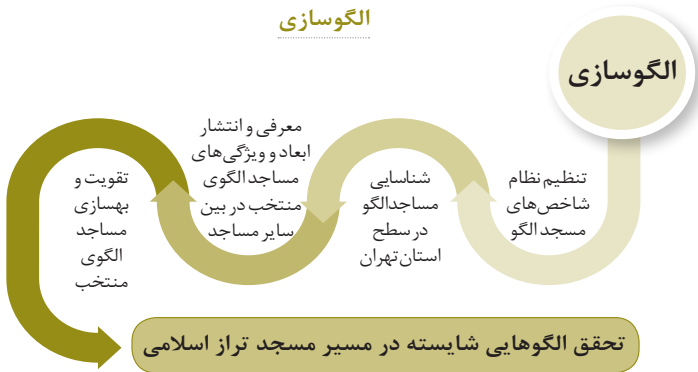 الگوسازی
الگوسازی
تنظیم نظام
شاخص‌های
مسجد الگو
شناسایی
مساجد الگو
در سطح
استان تهران
معرفی و انتشار
ابعاد و ویژگی‌های
مساجد الگوی
منتخب در بین
سایر مساجد
تقویت و
بهسازی
مساجد
الگوی
منتخب
تحقق الگوهایی شایسته در مسیر مسجد تراز اسلامی